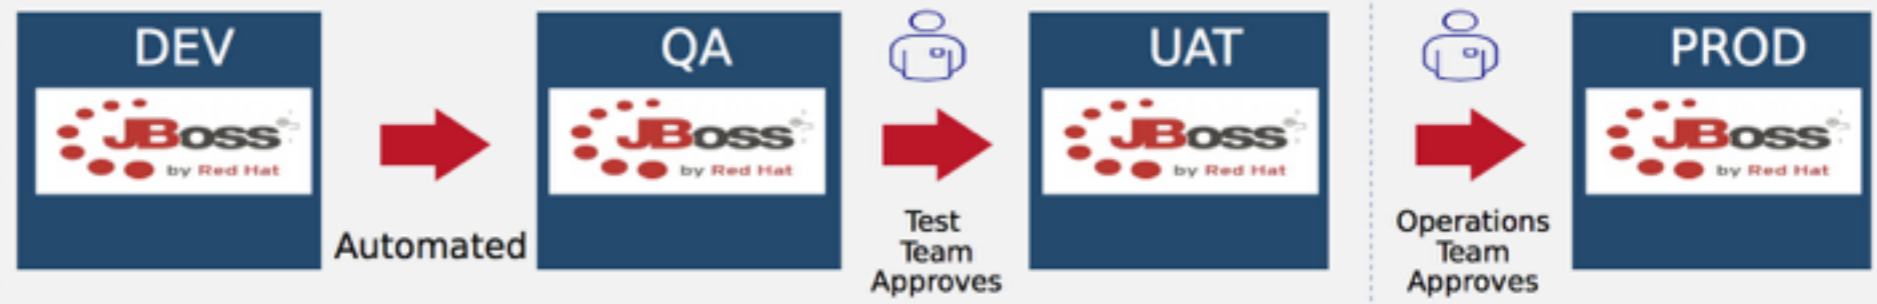 DEV
JBoss
by Red Hat
Automated
QA
JBoss
by Red Hat
Test
Team
Approves
UAT
JBoss
by Red Hat
Operations
Team
Approves
PROD
JBoss
by Red Hat